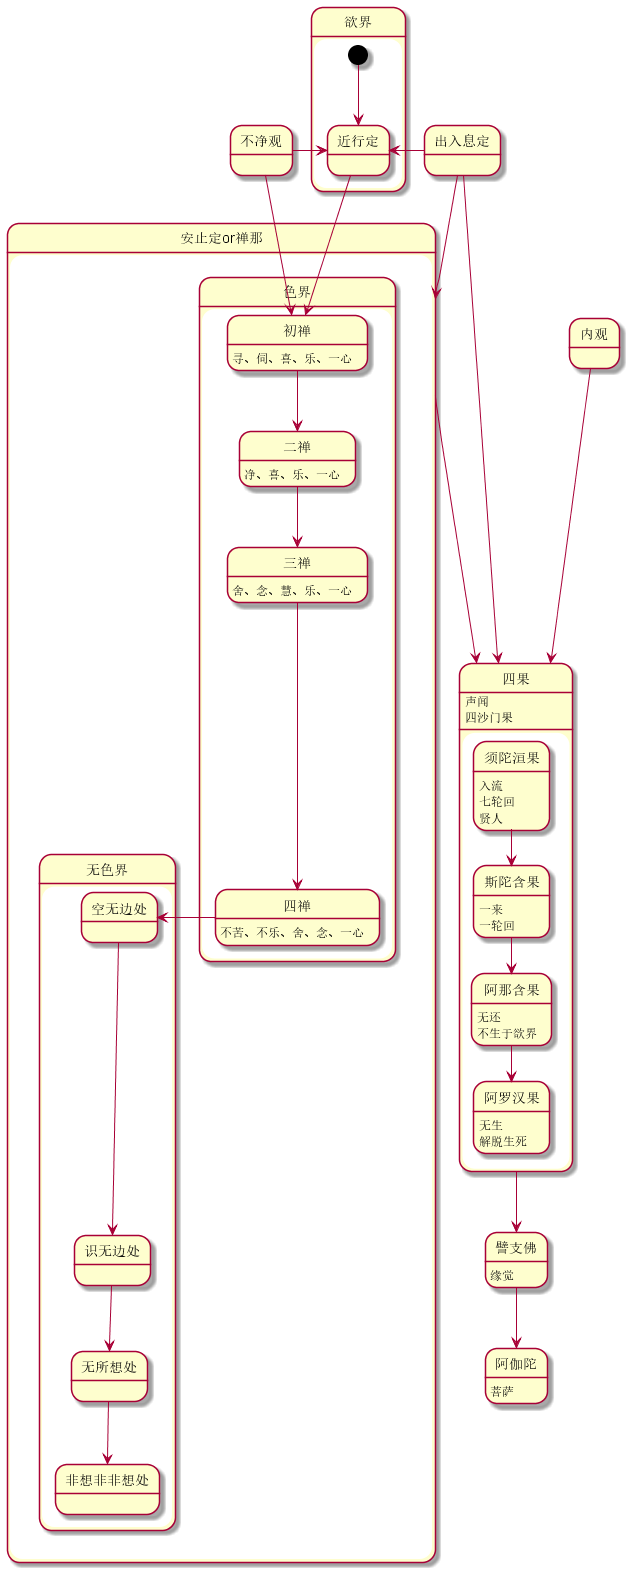 欲界
不净观
近行定
出入息定
安止定or禅那
色界
初禅
寻、伺、喜、乐、一心
内观
二禅
净、喜、乐、一心
三禅
舍、念、慧、乐、一心
四果
声闻
四沙门果
须陀洹果
入流
七轮回
贤人
斯陀含果
一来
一轮回
无色界
空无边处
四禅
不苦、不乐、舍、念、一心
阿那含果
无还
不生于欲界
阿罗汉果
无生
解脱生死
识无边处
譬支佛
缘觉
无所想处
阿伽陀
菩萨
非想非非想处